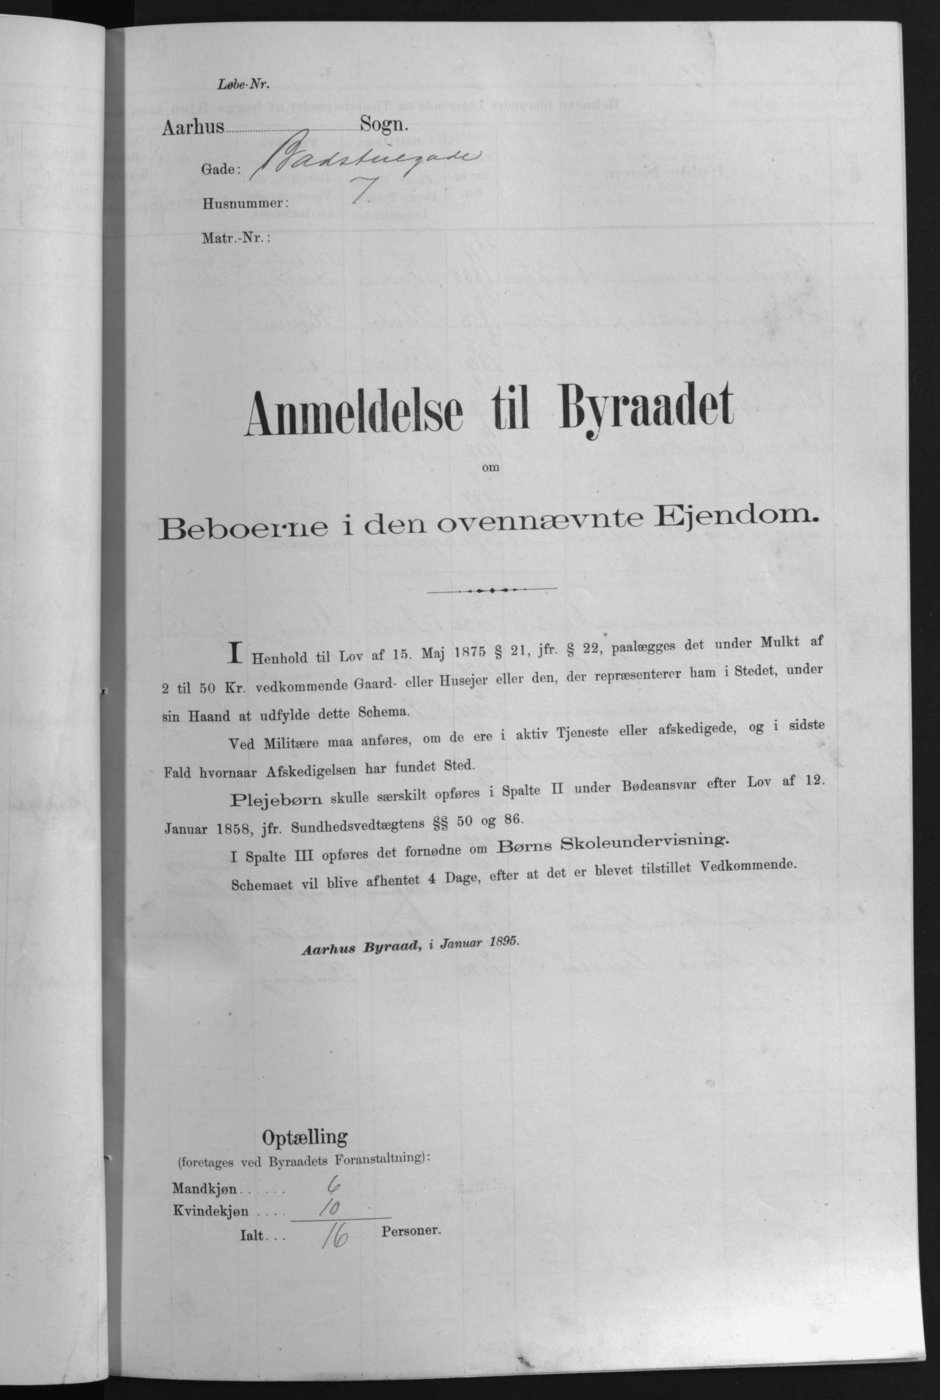 Løbe-Nr.
Aarhus Sogn.
Gade: Badstuegade
Husnummer: 7.
Matr.-Nr.:
Anmeldelse til Byraadet
om
Beboerne i den ovennævnte Ejendom.
I Henhold til Lov af 15. Maj 1875 § 21, jfr. § 22, paalægges det under Mulkt af
2 til 50 Kr. vedkommende Gaard- eller Husejer eller den, der repræsenterer ham i Stedet, under
sin Haand at udfylde dette Schema.
Ved Militære maa anføres, om de ere i aktiv Tjeneste eller afskedigede, og i sidste
Fald hvornaar Afskedigelsen har fundet Sted.
Plejebørn skulle særskilt opføres i Spalte II under Bødeansvar efter Lov af 12.
Januar 1858, jfr. Sundhedsvedtægtens §§ 50 og 86.
I Spalte III opføres det fornødne om Børns Skoleundervisning.
Schemaet vil blive afhentet 4 Dage, efter at det er blevet tilstillet Vedkommende.
Aarhus Byraad, i Januar 1895.
Optælling
(foretages ved Byraadets Foranstaltning):
Mandkjøn...... 6
Kvindekjøn .... 10
Ialt... 16 Personer.